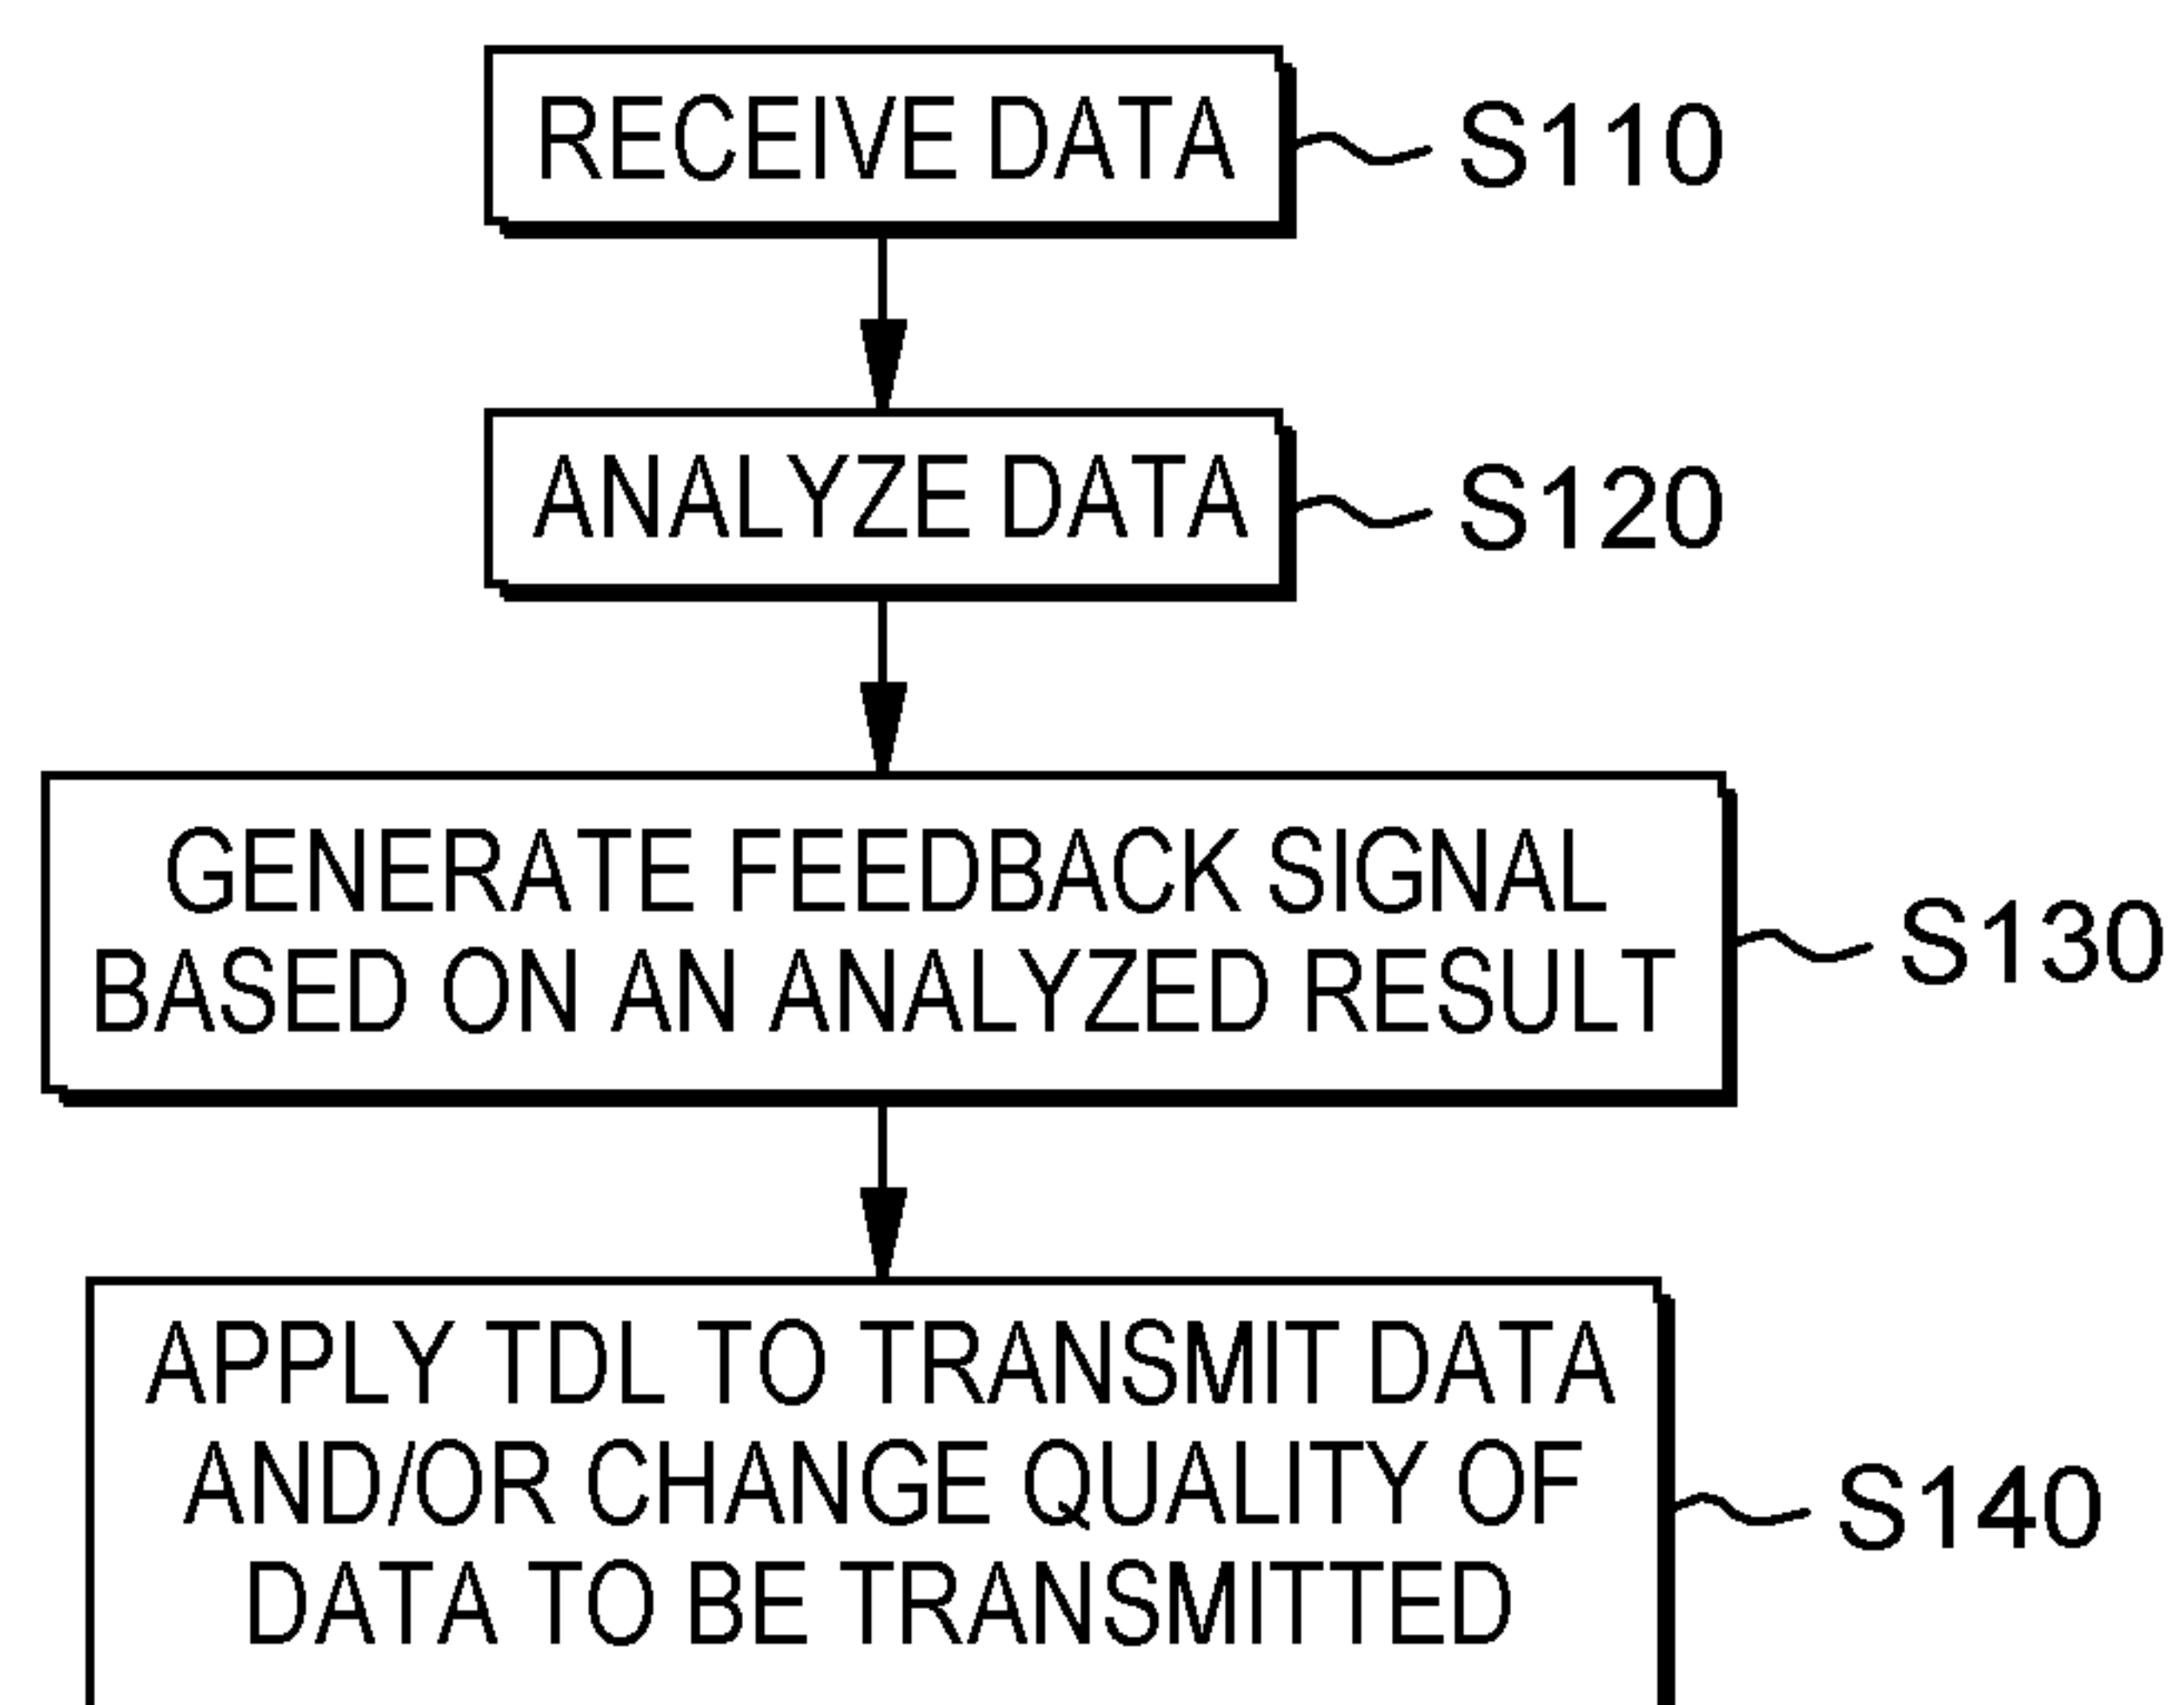 RECEIVE DATA
S110
ANALYZE DATA
S120
GENERATE FEEDBACK SIGNAL
BASED ON AN ANALYZED RESULT
S130
APPLY TDL TO TRANSMIT DATA
AND/OR CHANGE QUALITY OF
DATA TO BE TRANSMITTED
S140